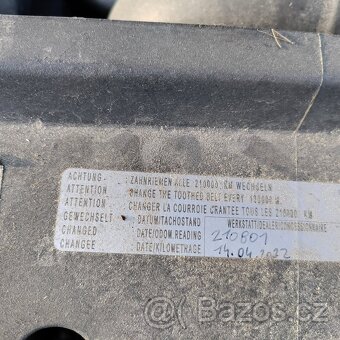 ACHTUNG- : ZAHNRIEMEN ALLE 210000 KM WECHSELN
ATTENTION : CHANGE THE TOOTHED BELT EVERY 130000 M.
ATTENTION : CHANGER LA COURROIE CRANTEE TOUS LES 210000 KM
GEWECHSELT : DATUM/TACHOSTAND WERKSTATT/DEALER/CONCESSIONNAIRE
CHANGED : DATE/ODOM.READING 210801
CHANGEE : DATE/KILOMETRAGE 14.04.2022
Bazoš.cz